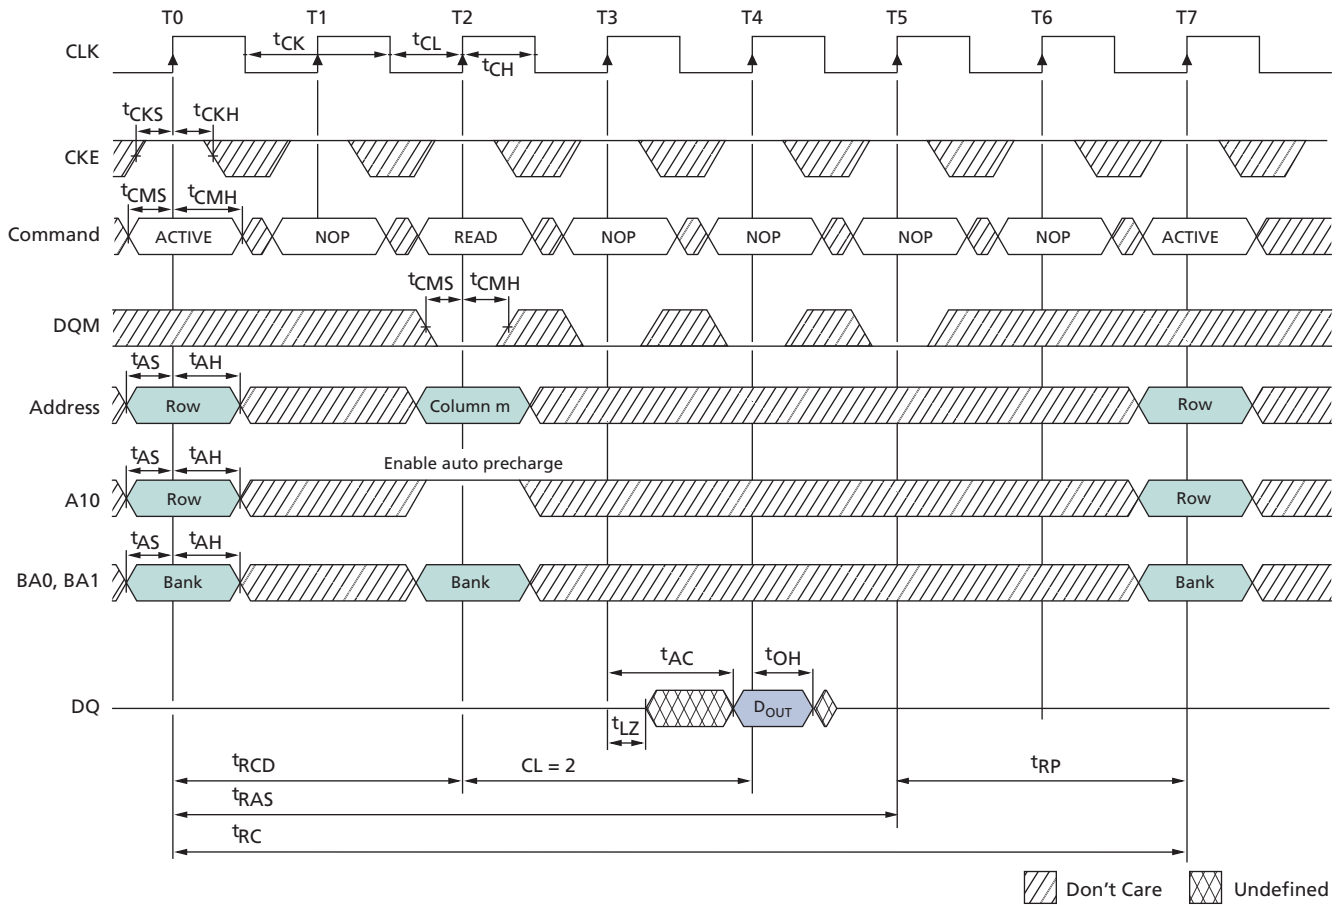 T0 T1 T2 T3 T4 T5 T6 T7
CLK
tCK
tCL
tCH
tCKS
tCKH
CKE
tCMS
tCMH
Command ACTIVE NOP READ NOP NOP NOP NOP ACTIVE
tCMS
tCMH
DQM
tAS
tAH
Address Row Column m Row
tAS
tAH
Enable auto precharge
A10 Row Row
tAS
tAH
BA0, BA1 Bank Bank Bank
tAC
tOH
DQ DOUT
tLZ
tRCD CL = 2 tRP
tRAS
tRC
Don't Care Undefined